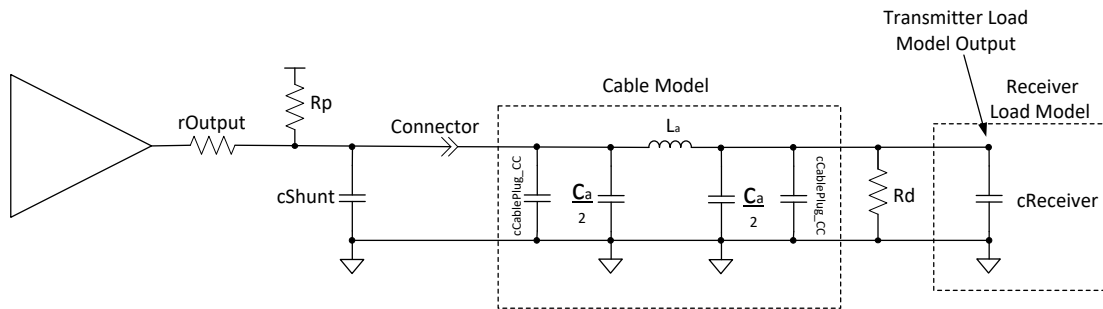 Transmitter Load
Model Output
Receiver
Load Model
Cable Model
Rp
rOutput
Connector
La
cShunt
cCablePlug_CC
Ca
2
Ca
2
cCablePlug_CC
Rd
cReceiver